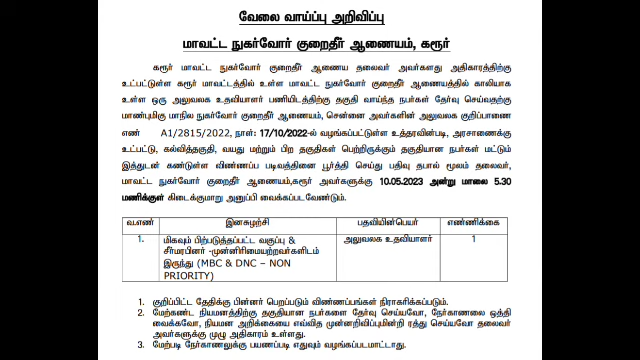 வேலை வாய்ப்பு அறிவிப்பு
மாவட்ட நுகர்வோர் குறைதீர் ஆணையம், கரூர்
கரூர் மாவட்ட நுகர்வோர் குறைதீர் ஆணைய தலைவர் அவர்களது அதிகாரத்திற்கு
உட்பட்டுள்ள கரூர் மாவட்டத்தில் உள்ள மாவட்ட நுகர்வோர் குறைதீர் ஆணையத்தில் காலியாக
உள்ள ஒரு அலுவலக உதவியாளர் பணியிடத்திற்கு தகுதி வாய்ந்த நபர்கள் தேர்வு செய்வதற்கு
மாண்புமிகு மாநில நுகர்வோர் குறைதீர் ஆணையம், சென்னை அவர்களின் அலுவலக குறிப்பாணை
எண் A1/2815/2022, நாள்: 17/10/2022-ல் வழங்கப்பட்டுள்ள உத்தரவின்படி, அரசாணைக்கு
உட்பட்டு, கல்வித்தகுதி, வயது மற்றும் பிற தகுதிகள் பெற்றிருக்கும் தகுதியான நபர்கள் மட்டும்
இத்துடன் கண்டுள்ள விண்ணப்ப படிவத்தினை பூர்த்தி செய்து பதிவு தபால் மூலம் தலைவர்,
மாவட்ட நுகர்வோர் குறைதீர் ஆணையம்,கரூர் அவர்களுக்கு 10.05.2023 அன்று மாலை 5.30
மணிக்குள் கிடைக்குமாறு அனுப்பி வைக்கப்படவேண்டும்.
வ.எண் இனசுழற்சி பதவியின்பெயர் எண்ணிக்கை
1. மிகவும் பிற்படுத்தப்பட்ட வகுப்பு & அலுவலக உதவியாளர் 1
சீர்மரபினர் -முன்னுரிமையற்றவர்களிடம்
இருந்து (MBC & DNC – NON
PRIORITY)
1. குறிப்பிட்ட தேதிக்கு பின்னர் பெறப்படும் விண்ணப்பங்கள் நிராகரிக்கப்படும்.
2. மேற்கண்ட நியமனத்திற்கு தகுதியான நபர்களை தேர்வு செய்யவோ, நேர்காணலை ஒத்தி
வைக்கவோ, நியமன அறிக்கையை எவ்வித முன்னறிவிப்புமின்றி ரத்து செய்யவோ தலைவர்
அவர்களுக்கு முழு அதிகாரம் உள்ளது.
3. மேற்படி நேர்காணலுக்கு பயணப்படி எதுவும் வழங்கப்படமாட்டாது.